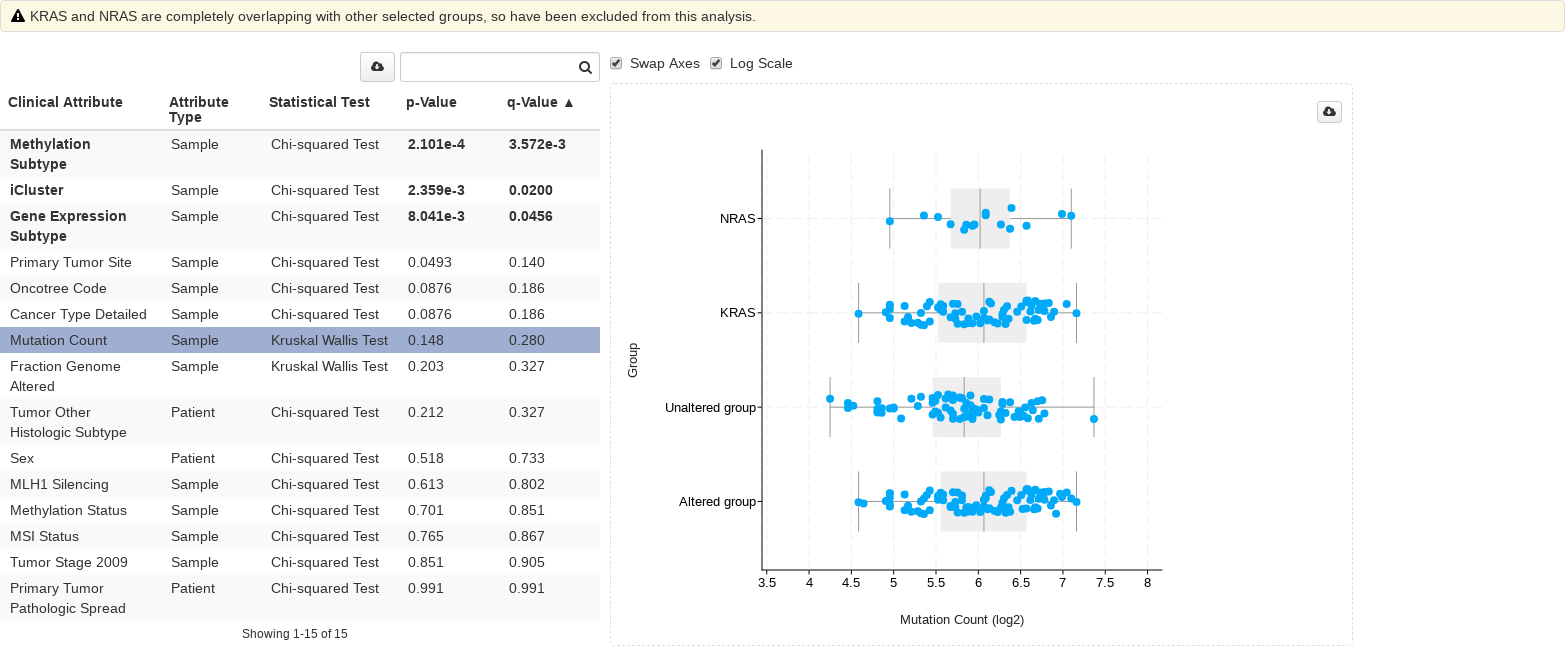 KRAS and NRAS are completely overlapping with other selected groups, so have been excluded from this analysis.
Swap Axes Log Scale
Clinical Attribute Attribute Type Statistical Test p-Value q-Value ▲
Methylation Subtype Sample Chi-squared Test 2.101e-4 3.572e-3
iCluster Sample Chi-squared Test 2.359e-3 0.0200
Gene Expression Subtype Sample Chi-squared Test 8.041e-3 0.0456
Primary Tumor Site Sample Chi-squared Test 0.0493 0.140
Oncotree Code Sample Chi-squared Test 0.0876 0.186
Cancer Type Detailed Sample Chi-squared Test 0.0876 0.186
Mutation Count Sample Kruskal Wallis Test 0.148 0.280
Fraction Genome Altered Sample Kruskal Wallis Test 0.203 0.327
Tumor Other Histologic Subtype Patient Chi-squared Test 0.212 0.327
Sex Patient Chi-squared Test 0.518 0.733
MLH1 Silencing Sample Chi-squared Test 0.613 0.802
Methylation Status Sample Chi-squared Test 0.701 0.851
MSI Status Sample Chi-squared Test 0.765 0.867
Tumor Stage 2009 Sample Chi-squared Test 0.851 0.905
Primary Tumor Pathologic Spread Patient Chi-squared Test 0.991 0.991
Showing 1-15 of 15
NRAS
KRAS
Group
Unaltered group
Altered group
3.5 4 4.5 5 5.5 6 6.5 7 7.5 8
Mutation Count (log2)